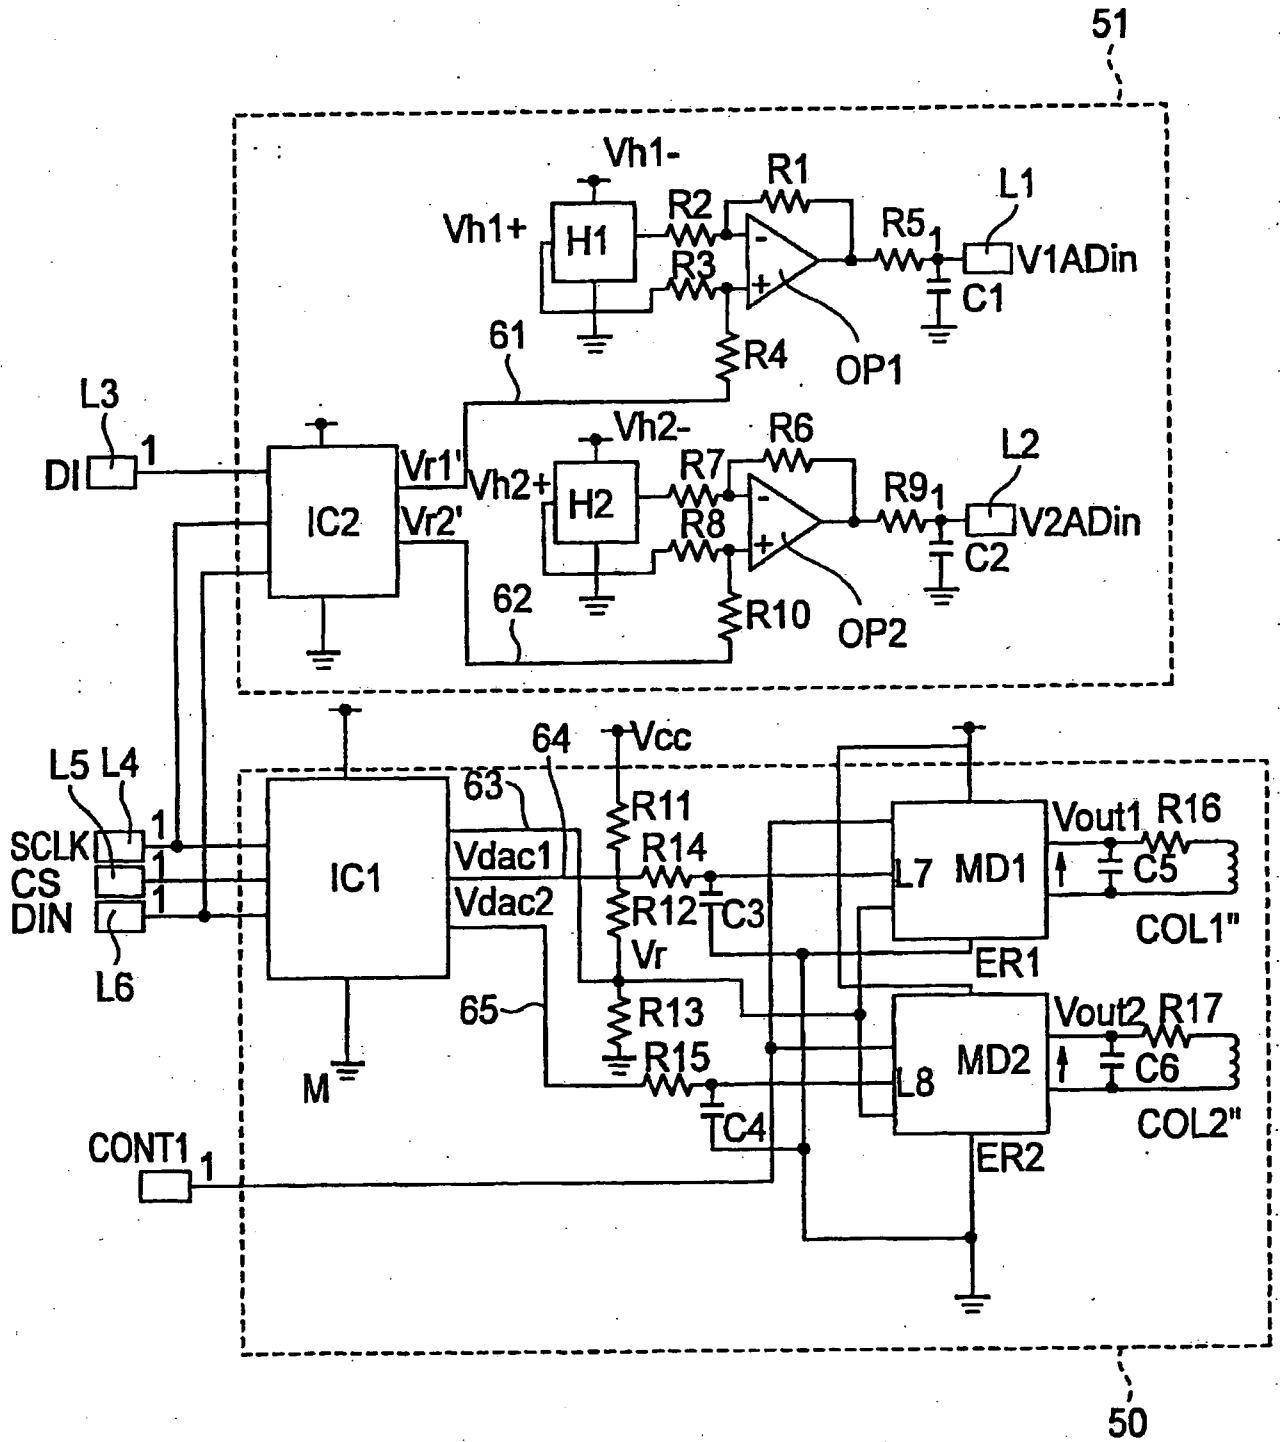 51
Vh1-
R1
L1
R2
Vh1+
H1
R5
1
V1ADin
-
R3
+
C1
61
R4
OP1
L3
1
Vh2-
R6
L2
DI
Vr1'
Vh2+
R7
R9
1
-
H2
V2ADin
IC2
Vr2'
R8
+
C2
62
R10
OP2
Vcc
64
L5
L4
63
1
R11
Vout1
R16
SCLK
Vdac1
R14
1
IC1
L7
MD1
C5
CS
Vdac2
1
R12
C3
DIN
COL1"
Vr
ER1
L6
65
R13
Vout2
R17
R15
MD2
C6
M
L8
C4
COL2"
CONT1
1
ER2
50